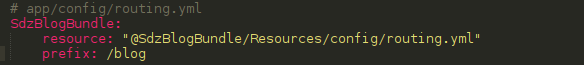 # app/config/routing.yml
SdzBlogBundle:
    resource: "@SdzBlogBundle/Resources/config/routing.yml"
    prefix: /blog